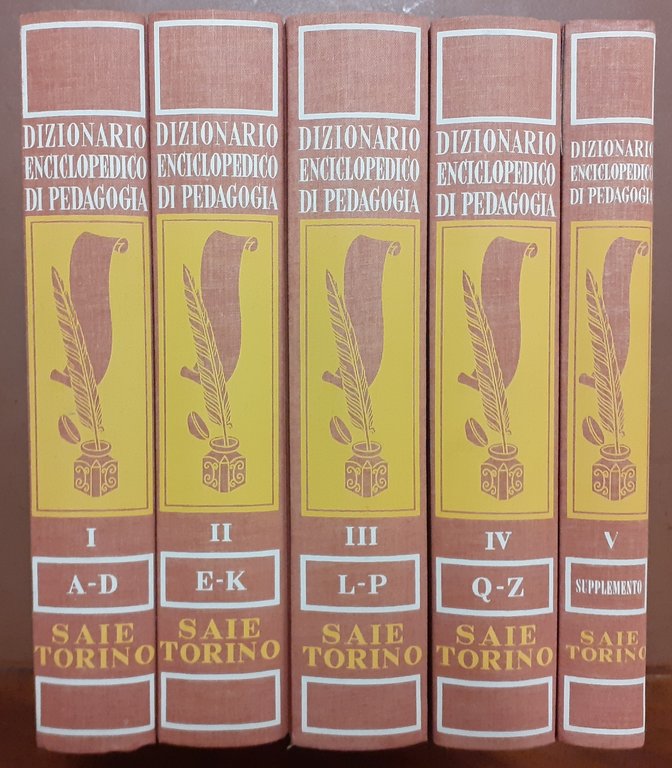 DIZIONARIO
ENCICLOPEDICO
DI PEDAGOGIA
I
A-D
SAIE
TORINO
DIZIONARIO
ENCICLOPEDICO
DI PEDAGOGIA
II
E-K
SAIE
TORINO
DIZIONARIO
ENCICLOPEDICO
DI PEDAGOGIA
III
L-P
SAIE
TORINO
DIZIONARIO
ENCICLOPEDICO
DI PEDAGOGIA
IV
Q-Z
SAIE
TORINO
DIZIONARIO
ENCICLOPEDICO
DI PEDAGOGIA
V
SUPPLEMENTO
SAIE
TORINO